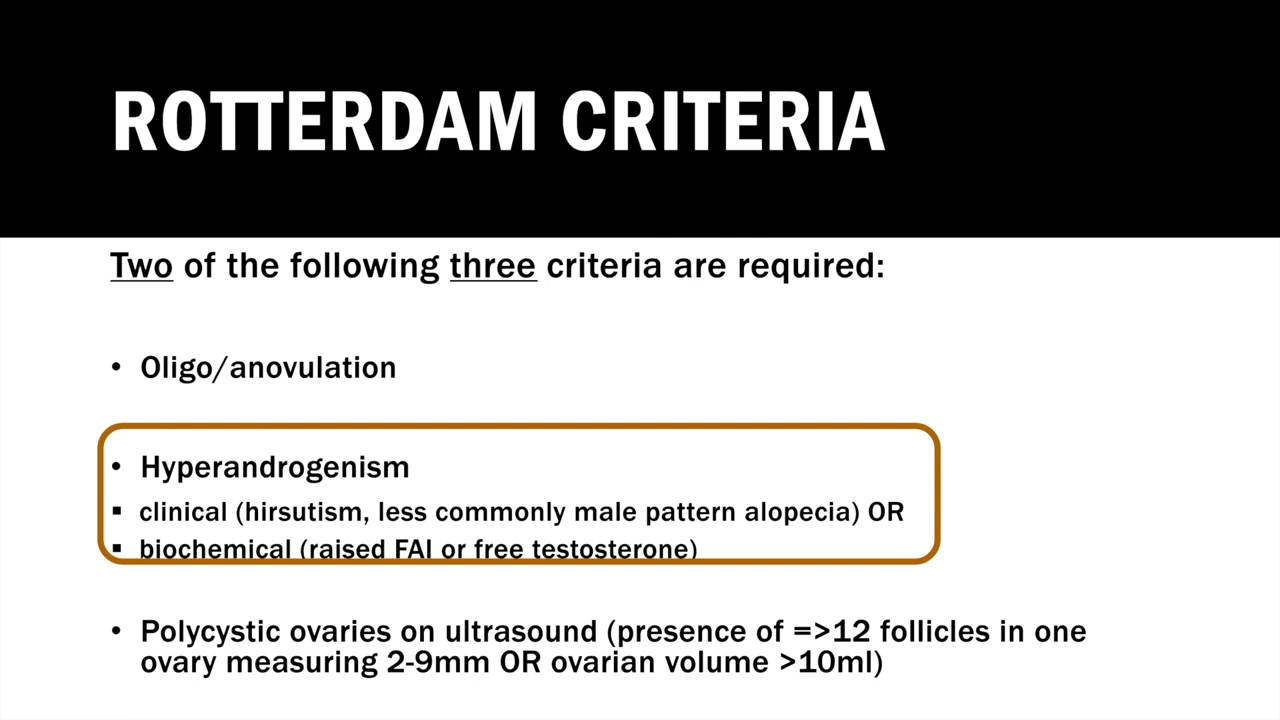 ROTTERDAM CRITERIA
Two of the following three criteria are required:
• Oligo/anovulation
• Hyperandrogenism
▪ clinical (hirsutism, less commonly male pattern alopecia) OR
▪ biochemical (raised FAI or free testosterone)
• Polycystic ovaries on ultrasound (presence of =>12 follicles in one
ovary measuring 2-9mm OR ovarian volume >10ml)